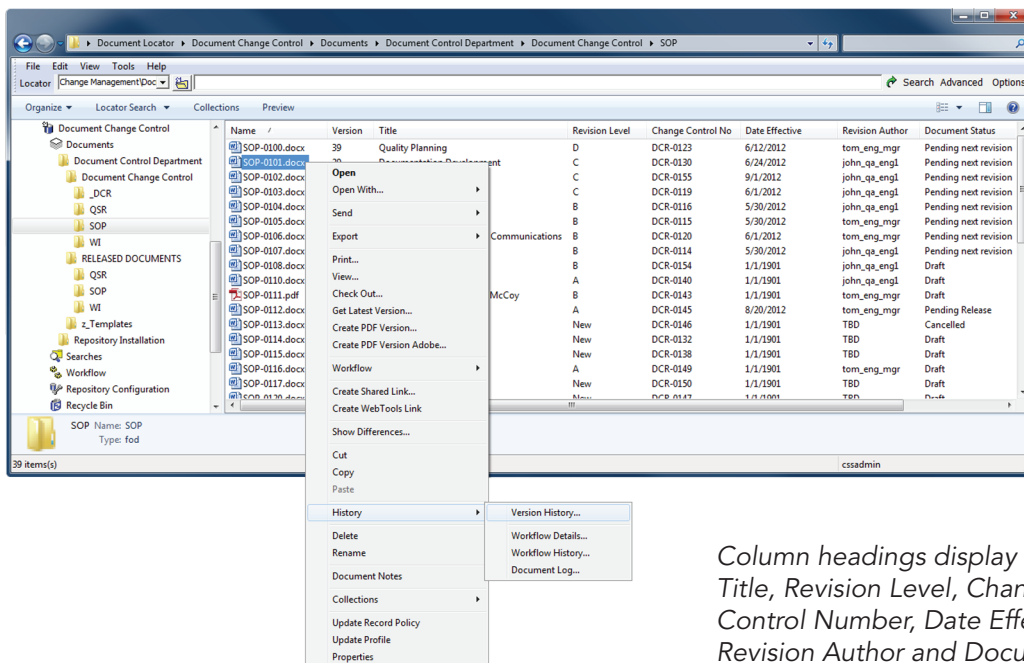 Document Locator ▸ Document Change Control ▸ Documents ▸ Document Control Department ▸ Document Change Control ▸ SOP
File Edit View Tools Help
Locator Change Management\Doc Search Advanced Options
Organize Locator Search Collections Preview
Document Change Control
Documents
Document Control Department
Document Change Control
_DCR
QSR
SOP
WI
RELEASED DOCUMENTS
QSR
SOP
WI
z_Templates
Repository Installation
Searches
Workflow
Repository Configuration
Recycle Bin
Name Version Title Revision Level Change Control No Date Effective Revision Author Document Status
SOP-0100.docx 39 Quality Planning D DCR-0123 6/12/2012 tom_eng_mgr Pending next revision
SOP-0101.docx C DCR-0130 6/24/2012 john_qa_eng1 Pending next revision
SOP-0102.docx C DCR-0155 9/1/2012 john_qa_eng1 Pending next revision
SOP-0103.docx C DCR-0119 6/1/2012 john_qa_eng1 Pending next revision
SOP-0104.docx B DCR-0116 5/30/2012 john_qa_eng1 Pending next revision
SOP-0105.docx B DCR-0115 5/30/2012 tom_eng_mgr Pending next revision
SOP-0106.docx Communications B DCR-0120 6/1/2012 tom_eng_mgr Pending next revision
SOP-0107.docx B DCR-0114 5/30/2012 john_qa_eng1 Pending next revision
SOP-0108.docx B DCR-0154 1/1/1901 john_qa_eng1 Draft
SOP-0110.docx A DCR-0140 1/1/1901 john_qa_eng1 Draft
SOP-0111.pdf McCoy B DCR-0143 1/1/1901 tom_eng_mgr Draft
SOP-0112.docx A DCR-0145 8/20/2012 tom_eng_mgr Pending Release
SOP-0113.docx New DCR-0146 1/1/1901 TBD Cancelled
SOP-0114.docx New DCR-0132 1/1/1901 TBD Draft
SOP-0115.docx New DCR-0138 1/1/1901 TBD Draft
SOP-0116.docx A DCR-0149 1/1/1901 tom_eng_mgr Draft
SOP-0117.docx New DCR-0150 1/1/1901 TBD Draft
SOP-0120.docx New DCR-0147 1/1/1901 TBD Draft
Open
Open With...
Send
Export
Print...
View...
Check Out...
Get Latest Version...
Create PDF Version...
Create PDF Version Adobe...
Workflow
Create Shared Link...
Create WebTools Link
Show Differences...
Cut
Copy
Paste
History
Delete
Rename
Document Notes
Collections
Update Record Policy
Update Profile
Properties
Version History...
Workflow Details...
Workflow History...
Document Log...
SOP Name: SOP
Type: fod
39 items(s) cssadmin
Column headings display
Title, Revision Level, Chan
Control Number, Date Effe
Revision Author and Docu